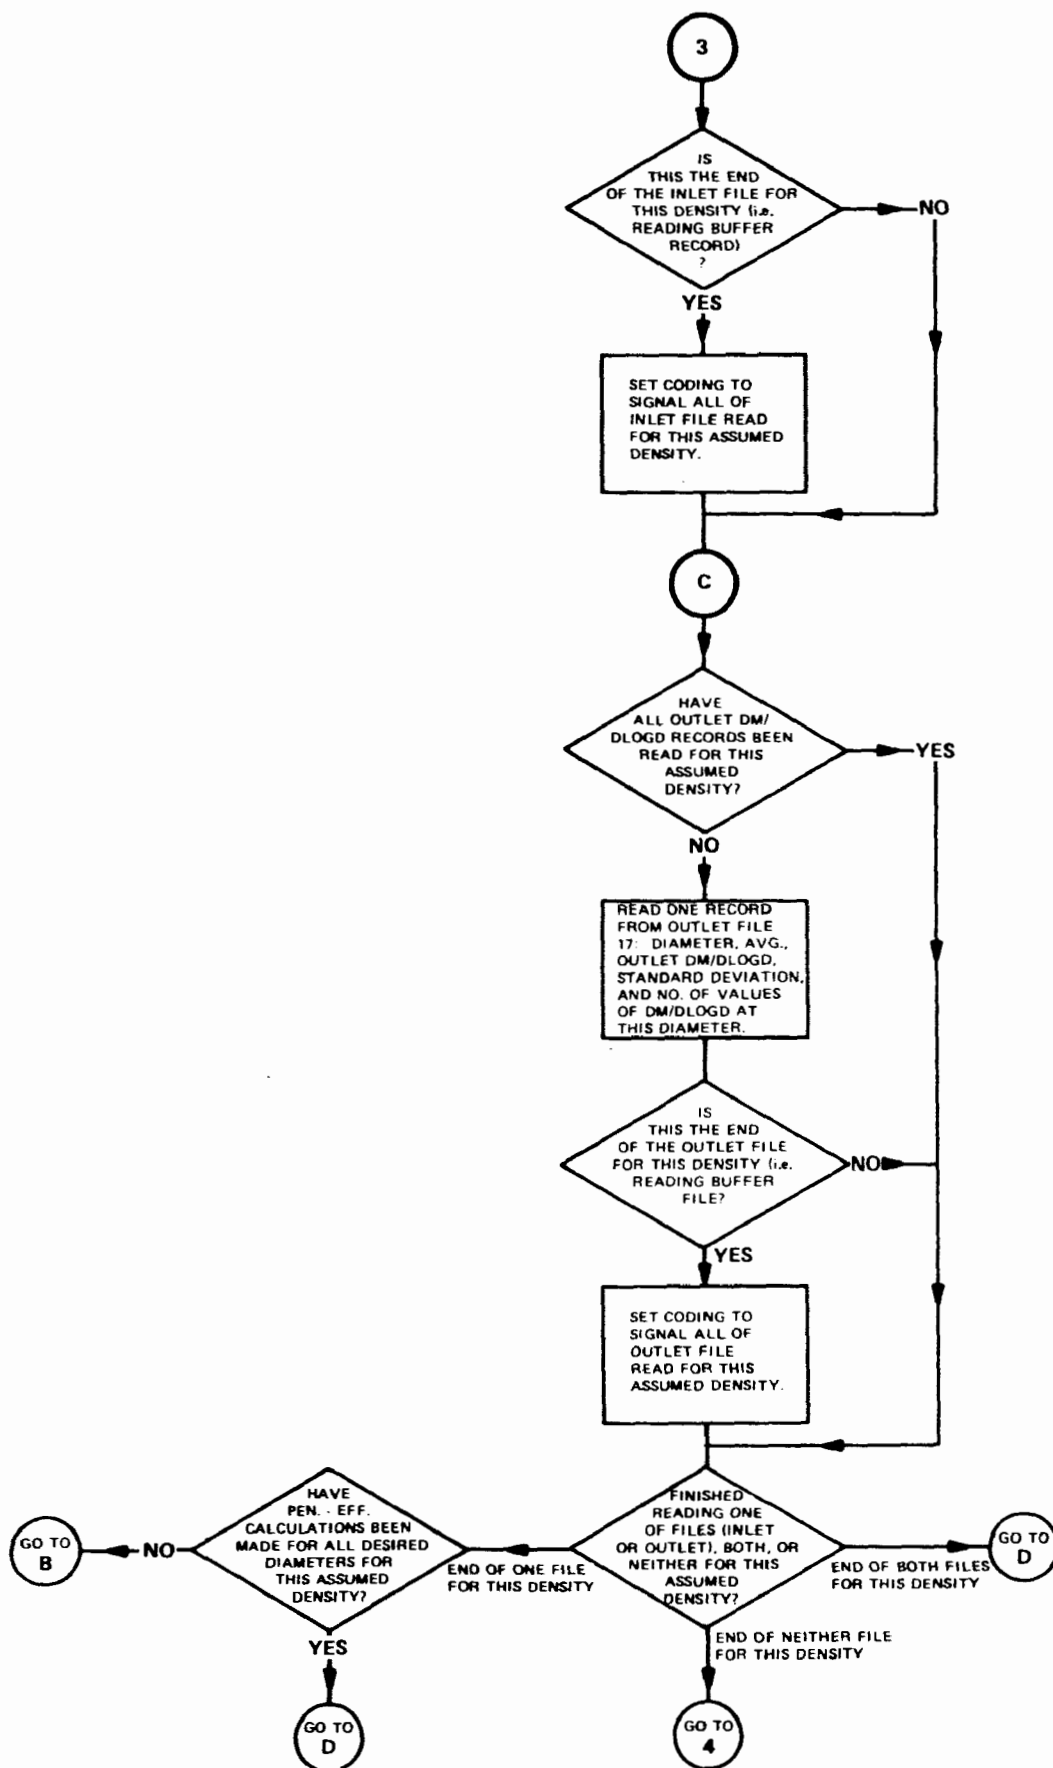 3
IS
THIS THE END
OF THE INLET FILE FOR
THIS DENSITY (i.e.
READING BUFFER
RECORD)
?
NO
YES
SET CODING TO
SIGNAL ALL OF
INLET FILE READ
FOR THIS ASSUMED
DENSITY.
C
HAVE
ALL OUTLET DM/
DLOGD RECORDS BEEN
READ FOR THIS
ASSUMED
DENSITY?
YES
NO
READ ONE RECORD
FROM OUTLET FILE
17: DIAMETER, AVG.,
OUTLET DM/DLOGD,
STANDARD DEVIATION,
AND NO. OF VALUES
OF DM/DLOGD AT
THIS DIAMETER.
IS
THIS THE END
OF THE OUTLET FILE
FOR THIS DENSITY (i.e.
READING BUFFER
FILE?
NO
YES
SET CODING TO
SIGNAL ALL OF
OUTLET FILE
READ FOR THIS
ASSUMED DENSITY.
FINISHED
READING ONE
OF FILES (INLET
OR OUTLET), BOTH, OR
NEITHER FOR THIS
ASSUMED
DENSITY?
END OF BOTH FILES
FOR THIS DENSITY
GO TO
D
END OF ONE FILE
FOR THIS DENSITY
HAVE
PEN. - EFF.
CALCULATIONS BEEN
MADE FOR ALL DESIRED
DIAMETERS FOR
THIS ASSUMED
DENSITY?
NO
GO TO
B
YES
GO TO
D
END OF NEITHER FILE
FOR THIS DENSITY
GO TO
4